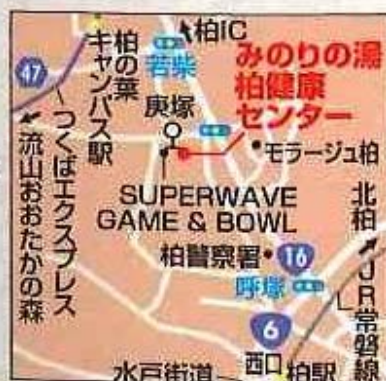 柏IC
若柴
柏の葉
キャンパス駅
47
つくばエクスプレス
流山おおたかの森
庚塚
みのりの湯
柏健康
センター
モラージュ柏
SUPERWAVE
GAME & BOWL
柏警察署
16
呼塚
北柏
JR常磐線
6
西口
水戸街道
柏駅